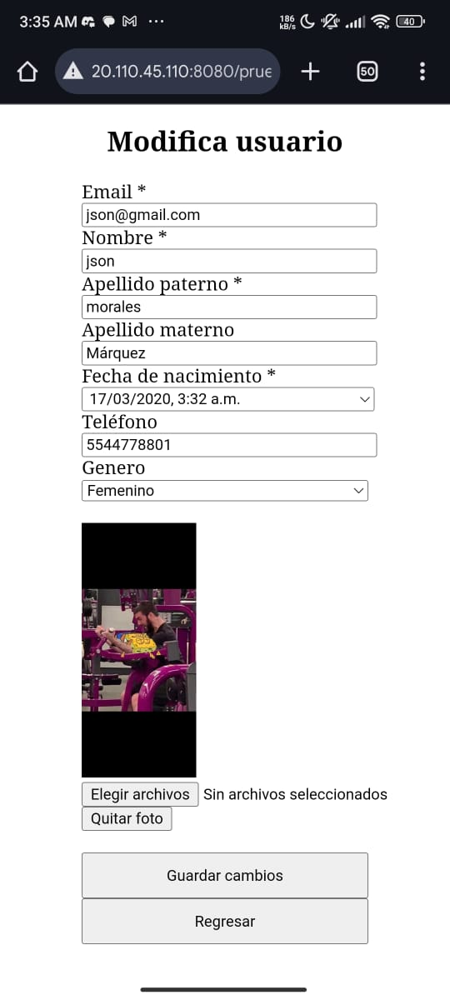 3:35 AM
186
kB/s
40
20.110.45.110:8080/prue
50
Modifica usuario
Email *
json@gmail.com
Nombre *
json
Apellido paterno *
morales
Apellido materno
Márquez
Fecha de nacimiento *
17/03/2020, 3:32 a.m.
Teléfono
5544778801
Genero
Femenino
Elegir archivos Sin archivos seleccionados
Quitar foto
Guardar cambios
Regresar